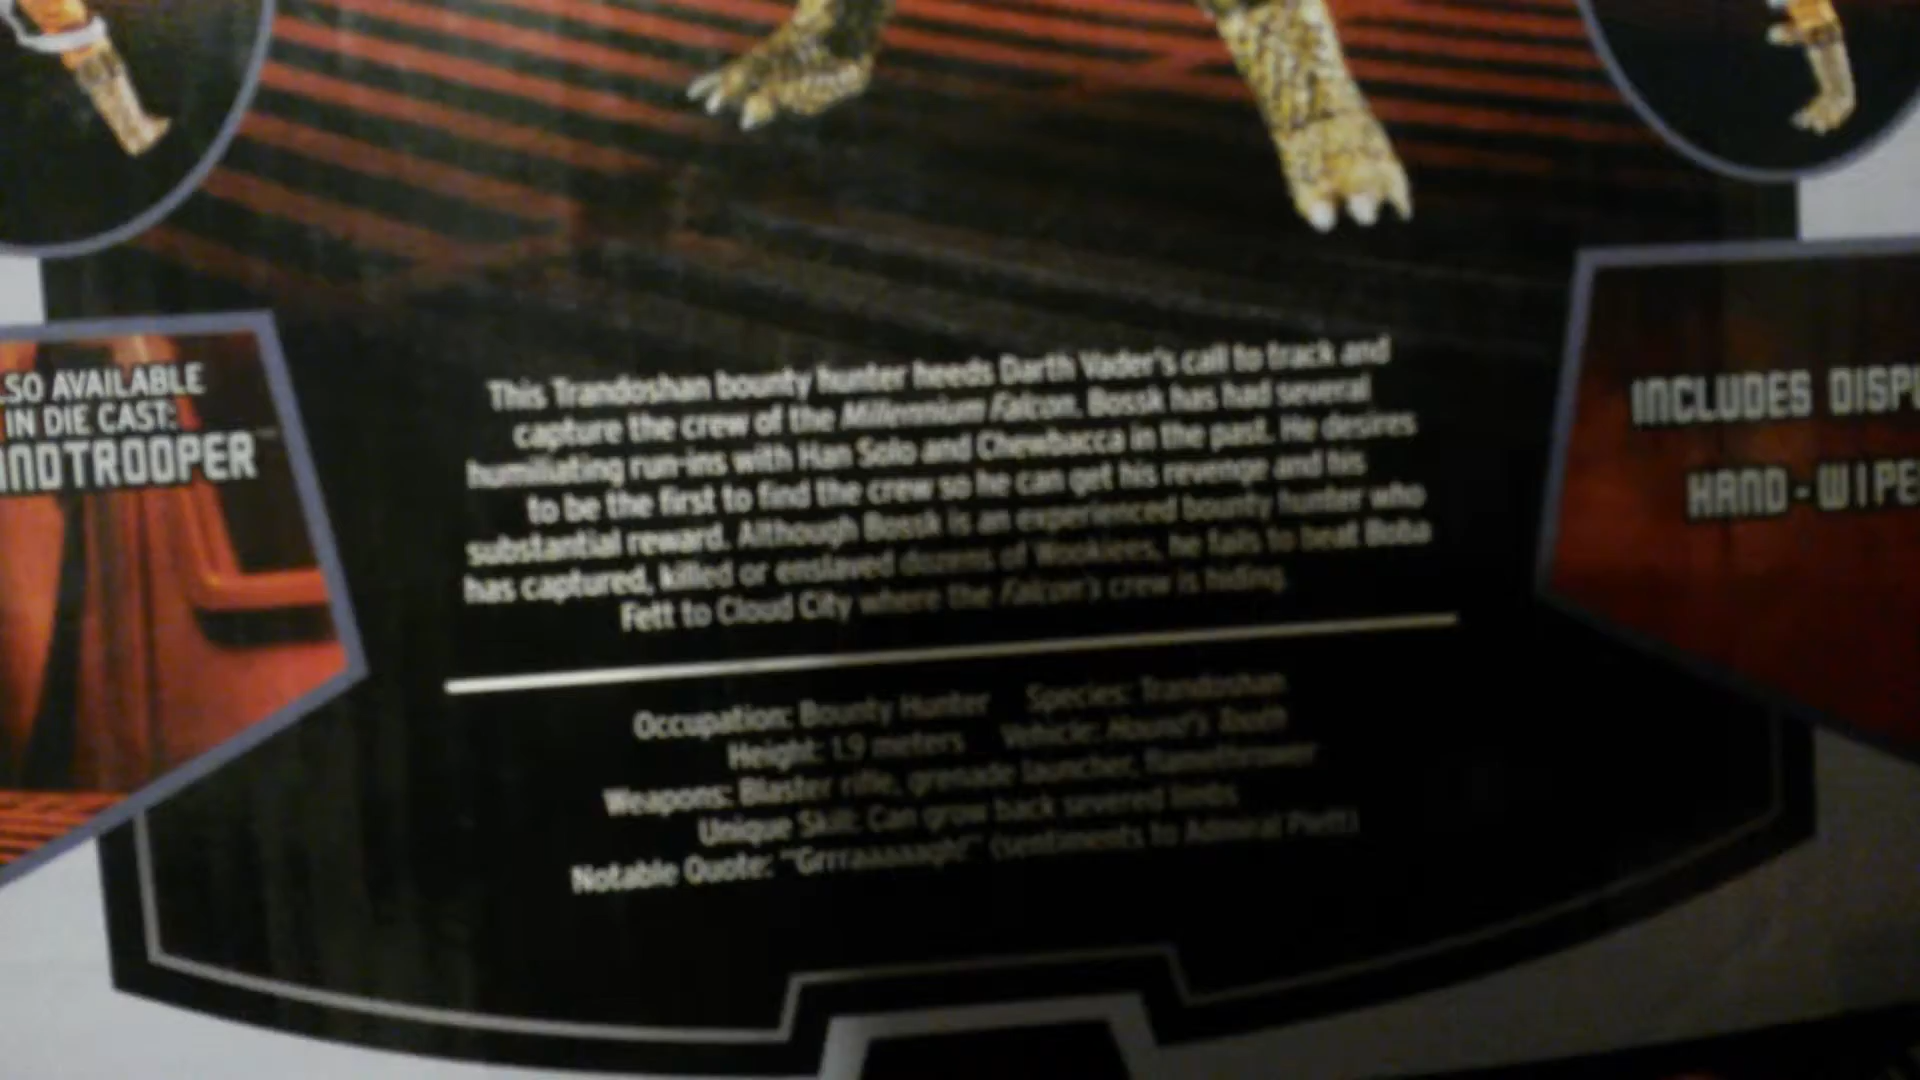 LSO AVAILABLE
IN DIE CAST:
NDTROOPER
This Trandoshan bounty hunter heeds Darth Vader's call to track and
capture the crew of the Millennium Falcon. Bossk has had several
humiliating run-ins with Han Solo and Chewbacca in the past. He desires
to be the first to find the crew so he can get his revenge and his
substantial reward. Although Bossk is an experienced bounty hunter who
has captured, killed or enslaved dozens of Wookiees, he fails to beat Boba
Fett to Cloud City where the Falcon's crew is hiding.
Occupation: Bounty Hunter Species: Trandoshan
Height: 1.9 meters Vehicle: Hound's Tooth
Weapons: Blaster rifle, grenade launcher, flamethrower
Unique Skill: Can grow back severed limbs
Notable Quote: "Grrraaaaagh!" (sentiments to Admiral Piett)
INCLUDES DISPL
HAND-WIPE